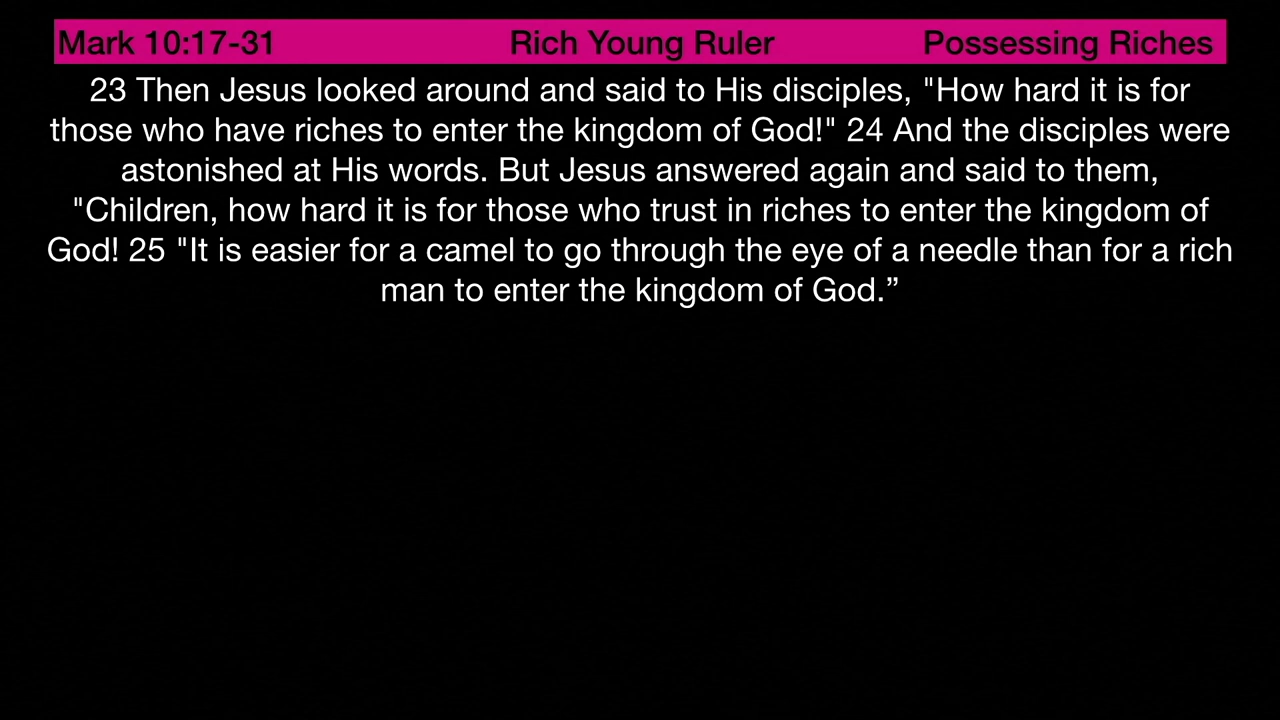 Mark 10:17-31 Rich Young Ruler Possessing Riches
23 Then Jesus looked around and said to His disciples, "How hard it is for
those who have riches to enter the kingdom of God!" 24 And the disciples were
astonished at His words. But Jesus answered again and said to them,
"Children, how hard it is for those who trust in riches to enter the kingdom of
God! 25 "It is easier for a camel to go through the eye of a needle than for a rich
man to enter the kingdom of God.”